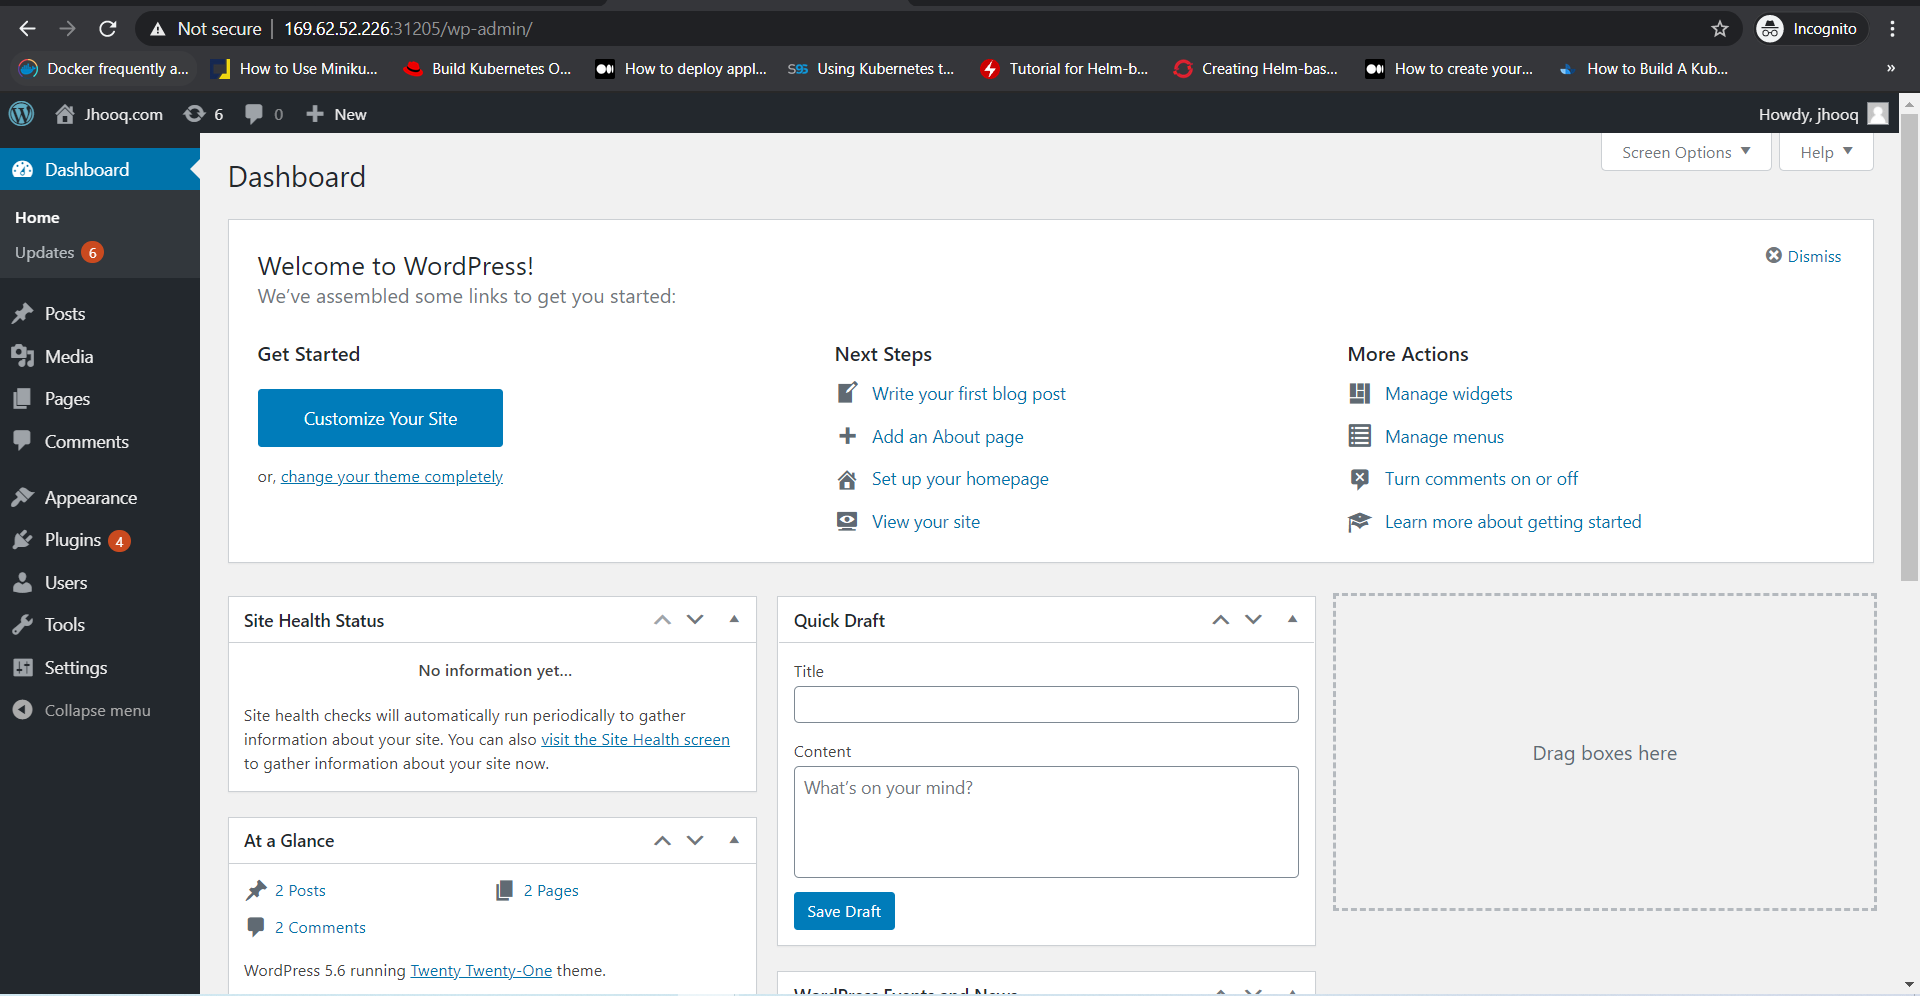 Not secure
169.62.52.226:31205/wp-admin/
Incognito
Docker frequently a...
How to Use Miniku...
Build Kubernetes O...
How to deploy appl...
Using Kubernetes t...
Tutorial for Helm-b...
Creating Helm-bas...
How to create your...
How to Build A Kub...
»
Jhooq.com
6
0
New
Howdy, jhooq
Dashboard
Home
Updates 6
Posts
Media
Pages
Comments
Appearance
Plugins 4
Users
Tools
Settings
Collapse menu
Screen Options
Help
Dashboard
Welcome to WordPress!
We've assembled some links to get you started:
Dismiss
Get Started
Customize Your Site
or, change your theme completely
Next Steps
Write your first blog post
Add an About page
Set up your homepage
View your site
More Actions
Manage widgets
Manage menus
Turn comments on or off
Learn more about getting started
Site Health Status
No information yet...
Site health checks will automatically run periodically to gather
information about your site. You can also visit the Site Health screen
to gather information about your site now.
At a Glance
2 Posts
2 Pages
2 Comments
WordPress 5.6 running Twenty Twenty-One theme.
Quick Draft
Title
Content
What's on your mind?
Save Draft
WordPress Events and News
Drag boxes here